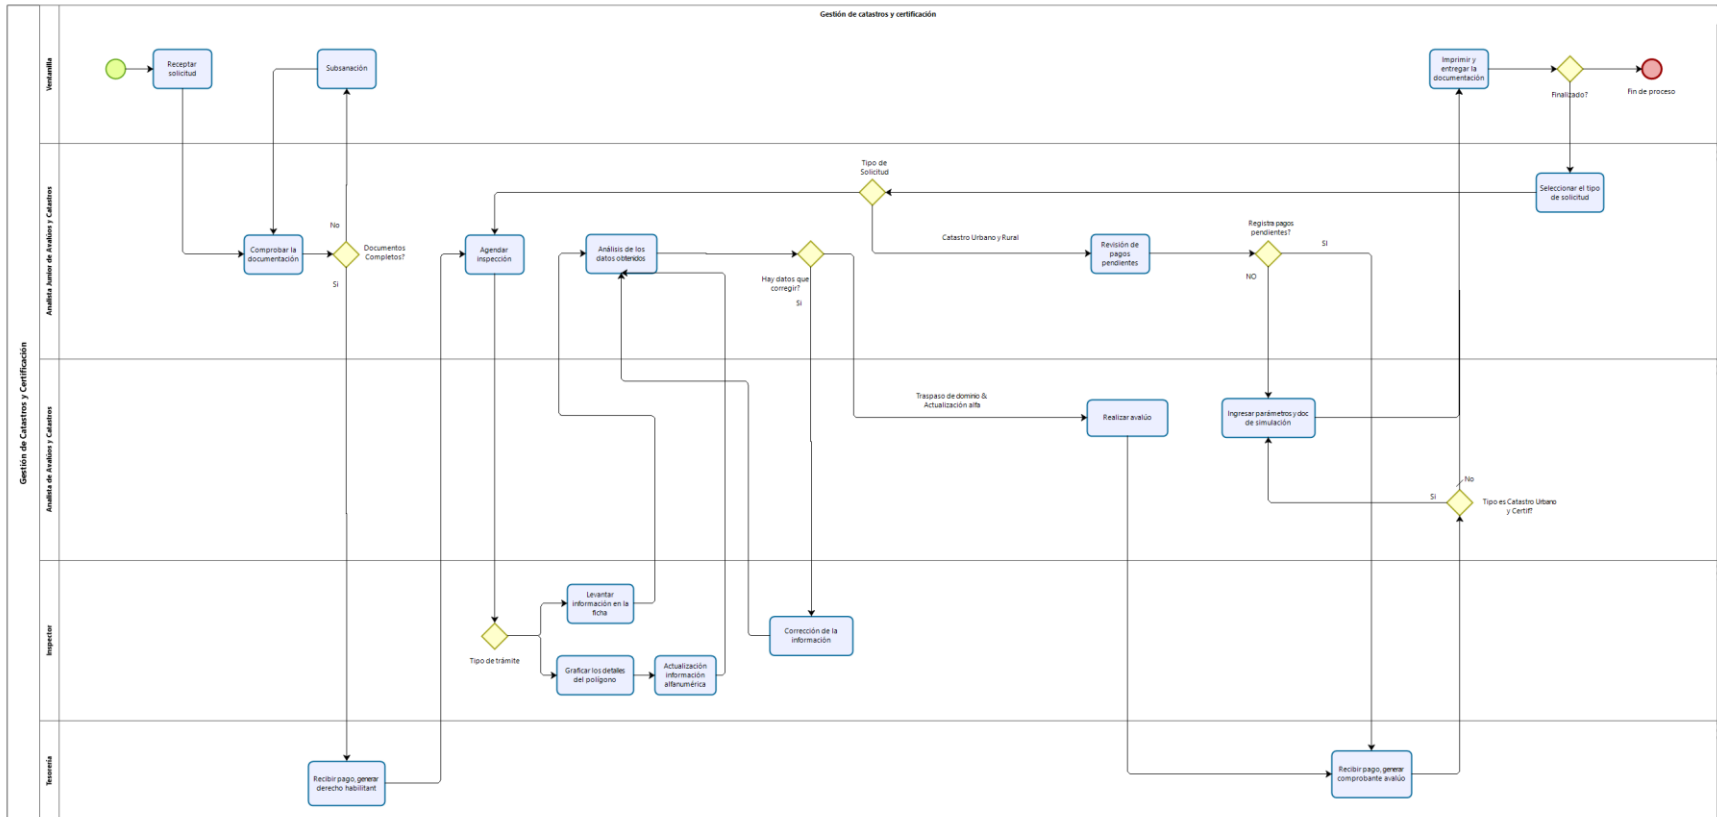 Gestión de catastros y certificación
Gestión de Catastros y Certificación
Ventanilla
Receptar
solicitud
Subsanación
Imprimir y
entregar la
documentación
Finalizado?
Fin de proceso
Analista Junior de Avalúos y Catastros
Comprobar la
documentación
No
Documentos
Completos?
Si
Agendar
inspección
Análisis de los
datos obtenidos
Hay datos que
corregir?
Si
Tipo de
Solicitud
Catastro Urbano y Rural
Revisión de
pagos
pendientes
Registra pagos
pendientes?
SI
NO
Seleccionar el tipo
de solicitud
Analista de Avalúos y Catastros
Traspaso de dominio &
Actualización alfa
Realizar avalúo
Ingresar parámetros y doc
de simulación
No
Si
Tipo es Catastro Urbano
y Certif?
Inspector
Tipo de trámite
Levantar
información en la
ficha
Graficar los detalles
del polígono
Actualización
información
alfanumérica
Corrección de la
información
Tesorería
Recibir pago, generar
derecho habilitant
Recibir pago, generar
comprobante avalúo